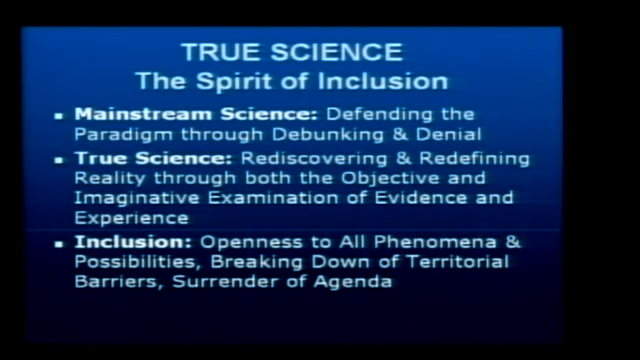 TRUE SCIENCE
The Spirit of Inclusion
▪ Mainstream Science: Defending the
Paradigm through Debunking & Denial
▪ True Science: Rediscovering & Redefining
Reality through both the Objective and
Imaginative Examination of Evidence and
Experience
▪ Inclusion: Openness to All Phenomena &
Possibilities, Breaking Down of Territorial
Barriers, Surrender of Agenda